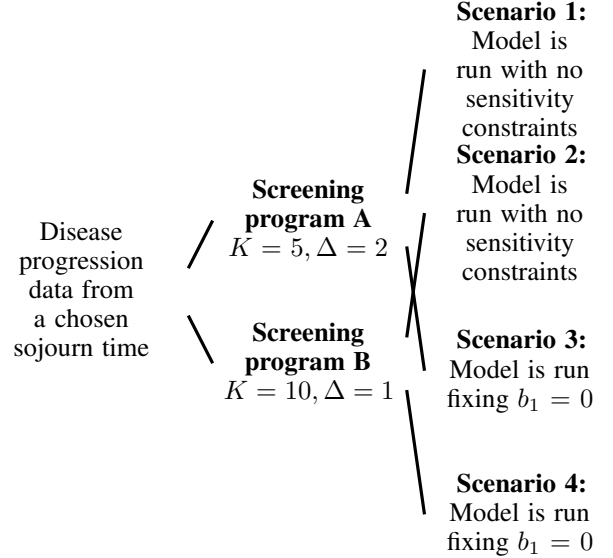 Disease
progression
data from
a chosen
sojourn time
Screening
program A
K = 5, Δ = 2
Screening
program B
K = 10, Δ = 1
Scenario 1:
Model is
run with no
sensitivity
constraints
Scenario 2:
Model is
run with no
sensitivity
constraints
Scenario 3:
Model is run
fixing b₁ = 0
Scenario 4:
Model is run
fixing b₁ = 0